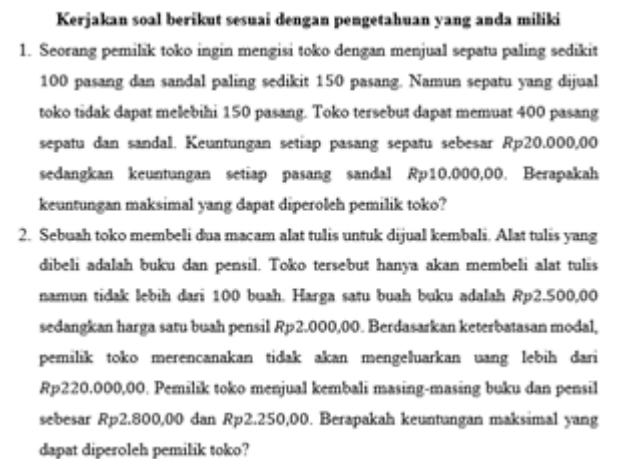 Kerjakan soal berikut sesuai dengan pengetahuan yang anda miliki
1. Seorang pemilik toko ingin mengisi toko dengan menjual sepatu paling sedikit
100 pasang dan sandal paling sedikit 150 pasang. Namun sepatu yang dijual
toko tidak dapat melebihi 150 pasang. Toko tersebut dapat memuat 400 pasang
sepatu dan sandal. Keuntungan setiap pasang sepatu sebesar Rp20.000,00
sedangkan keuntungan setiap pasang sandal Rp10.000,00. Berapakah
keuntungan maksimal yang dapat diperoleh pemilik toko?
2. Sebuah toko membeli dua macam alat tulis untuk dijual kembali. Alat tulis yang
dibeli adalah buku dan pensil. Toko tersebut hanya akan membeli alat tulis
namun tidak lebih dari 100 buah. Harga satu buah buku adalah Rp2.500,00
sedangkan harga satu buah pensil Rp2.000,00. Berdasarkan keterbatasan modal,
pemilik toko merencanakan tidak akan mengeluarkan uang lebih dari
Rp220.000,00. Pemilik toko menjual kembali masing-masing buku dan pensil
sebesar Rp2.800,00 dan Rp2.250,00. Berapakah keuntungan maksimal yang
dapat diperoleh pemilik toko?